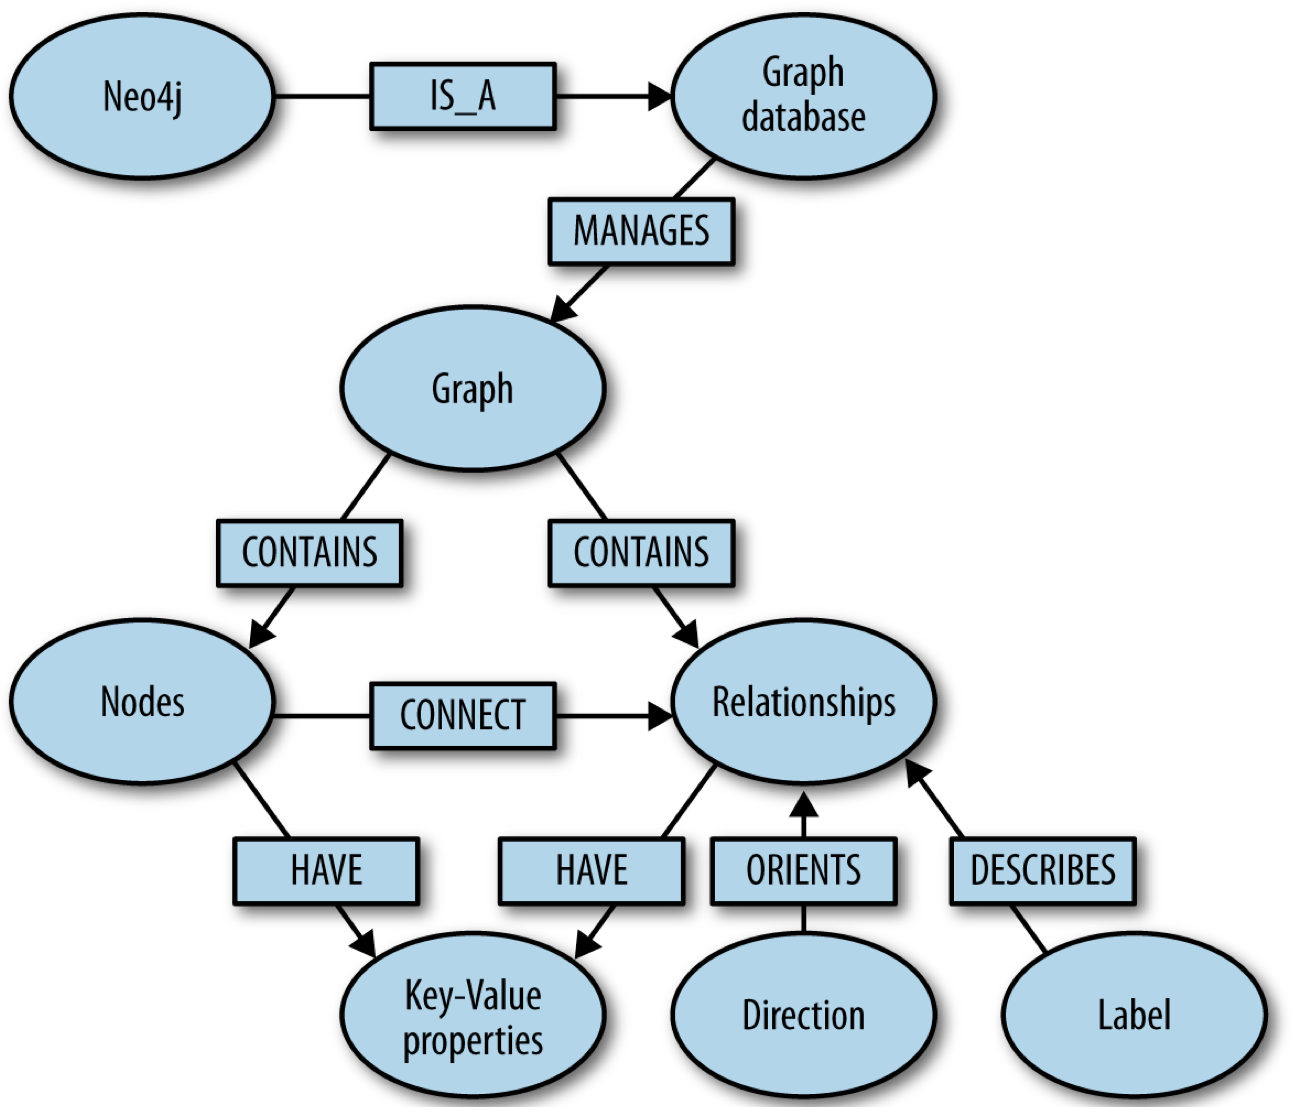 Neo4j
IS_A
Graph
database
MANAGES
Graph
CONTAINS
CONTAINS
Nodes
CONNECT
Relationships
HAVE
HAVE
ORIENTS
DESCRIBES
Key-Value
properties
Direction
Label